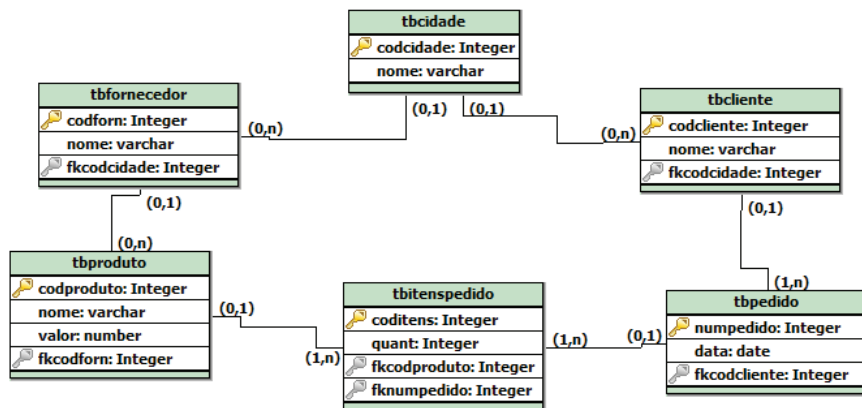 tbcidade
codcidade: Integer
nome: varchar
(0,1)
(0,1)
tbfornecedor
codforn: Integer
nome: varchar
fkcodcidade: Integer
(0,n)
(0,1)
tbcliente
codcliente: Integer
nome: varchar
fkcodcidade: Integer
(0,n)
(0,1)
(0,n)
tbproduto
codproduto: Integer
nome: varchar
valor: number
fkcodforn: Integer
(0,1)
(1,n)
tbitenspedido
coditens: Integer
quant: Integer
fkcodproduto: Integer
fknumpedido: Integer
(1,n)
(0,1)
(1,n)
tbpedido
numpedido: Integer
data: date
fkcodcliente: Integer